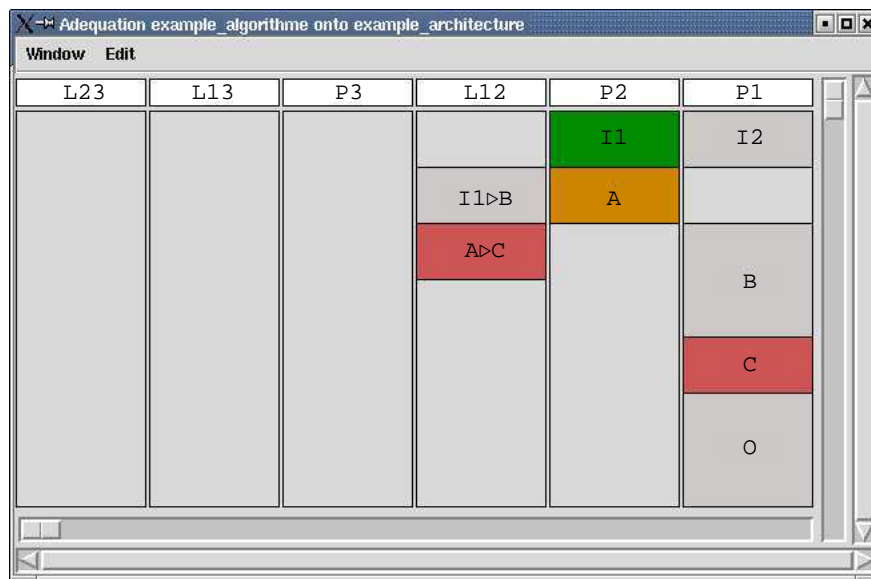 Adequation example_algorithme onto example_architecture
Window Edit
L23 L13 P3 L12 P2 P1
I1 I2
I1▷B A
A▷C
B
C
O